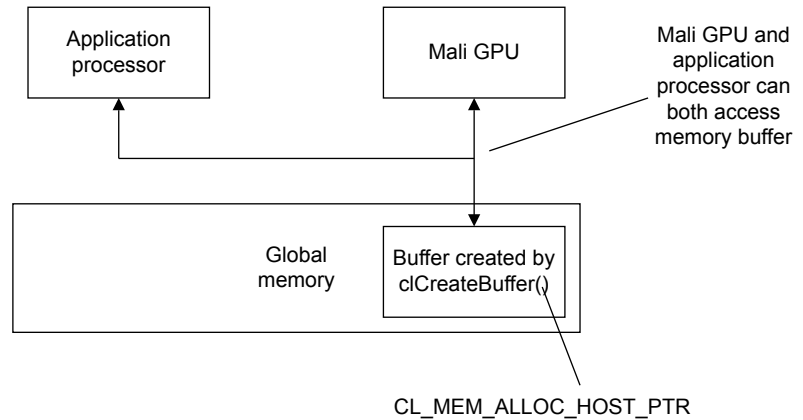 Application
processor
Mali GPU
Mali GPU and
application
processor can
both access
memory buffer
Global
memory
Buffer created by
clCreateBuffer()
CL_MEM_ALLOC_HOST_PTR